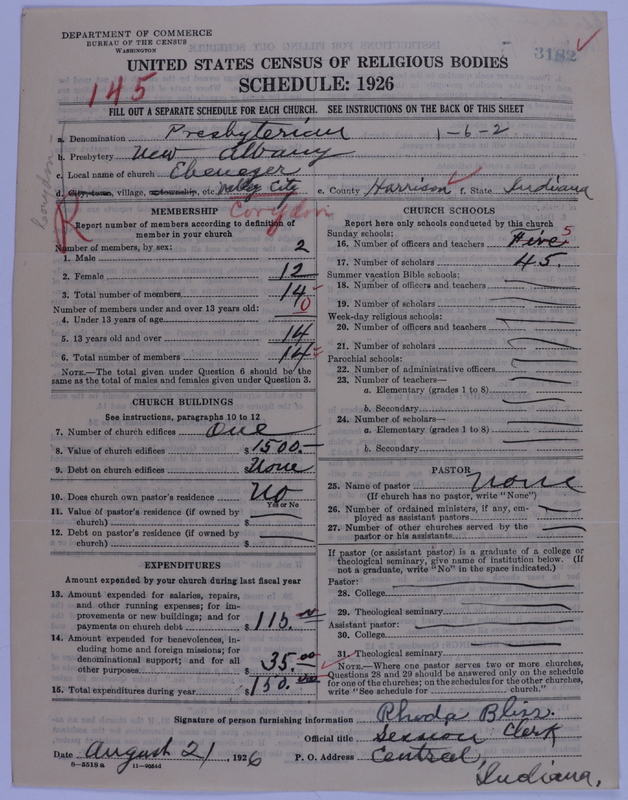 DEPARTMENT OF COMMERCE
BUREAU OF THE CENSUS
WASHINGTON
3182
UNITED STATES CENSUS OF RELIGIOUS BODIES
SCHEDULE: 1926
145
FILL OUT A SEPARATE SCHEDULE FOR EACH CHURCH. SEE INSTRUCTIONS ON THE BACK OF THIS SHEET
a. Denomination Presbyterian 1-6-2
b. Presbytery New Albany
c. Local name of church Ebenezer
d. City, town, village, or township, etc. Valley City e. County Harrison f. State Indiana
Corydon
R
Corydon
MEMBERSHIP
Report number of members according to definition of member in your church
Number of members, by sex:
1. Male 2
2. Female 12
3. Total number of members 14
Number of members under and over 13 years old:
4. Under 13 years of age 0
5. 13 years old and over 14
6. Total number of members 14
NOTE.—The total given under Question 6 should be the same as the total of males and females given under Question 3.
CHURCH BUILDINGS
See instructions, paragraphs 10 to 12
7. Number of church edifices One
8. Value of church edifices $ 1500.
9. Debt on church edifices None
10. Does church own pastor's residence No
Yes or No
11. Value of pastor's residence (if owned by church) $
12. Debt on pastor's residence (if owned by church) $
EXPENDITURES
Amount expended by your church during last fiscal year
13. Amount expended for salaries, repairs, and other running expenses; for improvements or new buildings; and for payments on church debt $ 115.
14. Amount expended for benevolences, including home and foreign missions; for denominational support; and for all other purposes $ 35.00
15. Total expenditures during year $ 150.00
CHURCH SCHOOLS
Report here only schools conducted by this church
Sunday schools:
16. Number of officers and teachers Five 5
17. Number of scholars 45.
Summer vacation Bible schools:
18. Number of officers and teachers
19. Number of scholars
Week-day religious schools:
20. Number of officers and teachers
21. Number of scholars
Parochial schools:
22. Number of administrative officers
23. Number of teachers—
a. Elementary (grades 1 to 8)
b. Secondary
24. Number of scholars—
a. Elementary (grades 1 to 8)
b. Secondary
PASTOR
25. Name of pastor None
(If church has no pastor, write "None")
26. Number of ordained ministers, if any, employed as assistant pastors
27. Number of other churches served by the pastor or his assistants
If pastor (or assistant pastor) is a graduate of a college or theological seminary, give name of institution below. (If not a graduate, write "No" in the space indicated.)
Pastor:
28. College
29. Theological seminary
Assistant pastor:
30. College
31. Theological seminary
NOTE.—Where one pastor serves two or more churches, Questions 28 and 29 should be answered only on the schedule for one of the churches; on the schedules for the other churches, write "See schedule for church."
Signature of person furnishing information Rhoda Bliss.
Official title Session Clerk
Date August 21, 1926 P. O. Address Central,
Indiana.
8—5518a 11—9054d